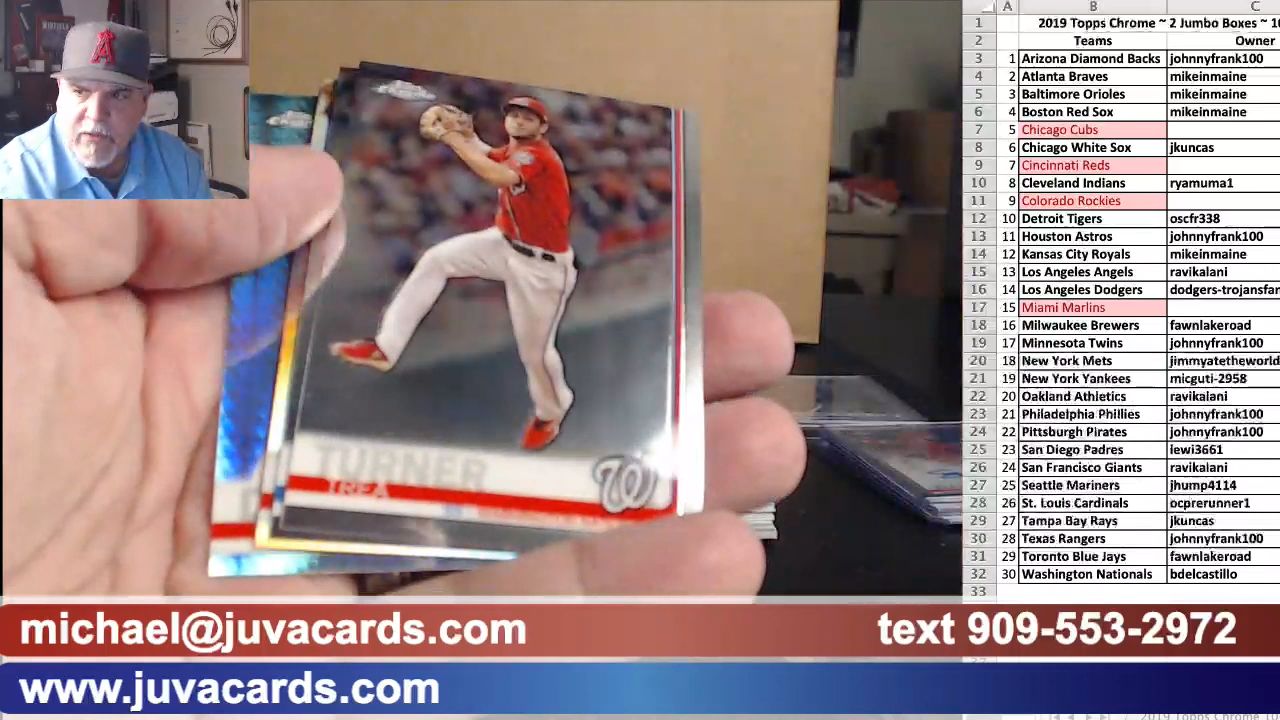 A B C
1 2019 Topps Chrome ~ 2 Jumbo Boxes ~ 1
2 Teams Owner
3 1 Arizona Diamond Backs johnnyfrank100
4 2 Atlanta Braves mikeinmaine
5 3 Baltimore Orioles mikeinmaine
6 4 Boston Red Sox mikeinmaine
7 5 Chicago Cubs
8 6 Chicago White Sox jkuncas
9 7 Cincinnati Reds
10 8 Cleveland Indians ryamuma1
11 9 Colorado Rockies
12 10 Detroit Tigers oscfr338
13 11 Houston Astros johnnyfrank100
14 12 Kansas City Royals mikeinmaine
15 13 Los Angeles Angels ravikalani
16 14 Los Angeles Dodgers dodgers-trojansfan
17 15 Miami Marlins
18 16 Milwaukee Brewers fawnlakeroad
19 17 Minnesota Twins johnnyfrank100
20 18 New York Mets jimmyatetheworld
21 19 New York Yankees micguti-2958
22 20 Oakland Athletics ravikalani
23 21 Philadelphia Phillies johnnyfrank100
24 22 Pittsburgh Pirates johnnyfrank100
25 23 San Diego Padres lewi3661
26 24 San Francisco Giants ravikalani
27 25 Seattle Mariners jhump4114
28 26 St. Louis Cardinals ocprerunner1
29 27 Tampa Bay Rays jkuncas
30 28 Texas Rangers johnnyfrank100
31 29 Toronto Blue Jays fawnlakeroad
32 30 Washington Nationals bdelcastillo
33
A
W
TREA
michael@juvacards.com text 909-553-2972
www.juvacards.com